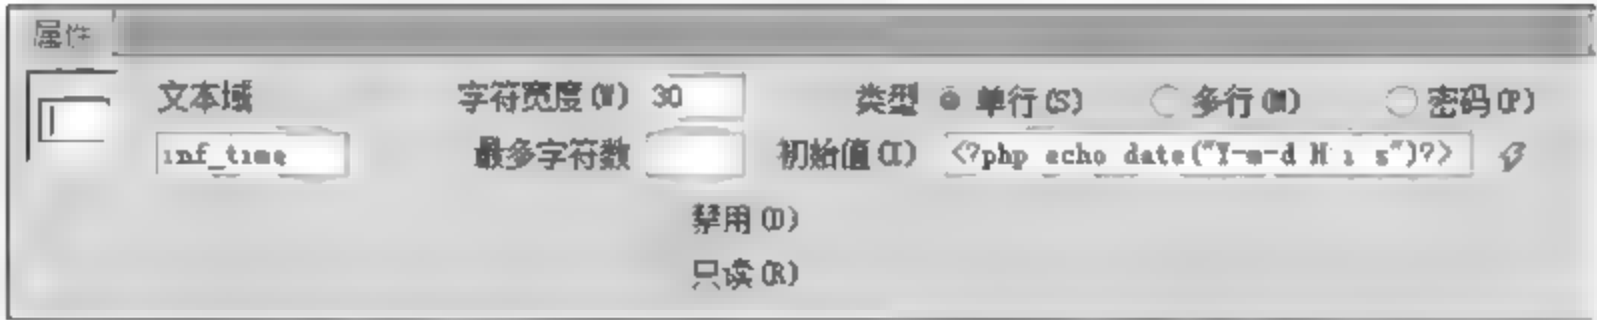 属性
文本域 字符宽度(W) 30 类型 单行(S) 多行(M) 密码(P)
inf_time 最多字符数 初始值(I) <?php echo date("Y-m-d H i s")?>
禁用(D)
只读(R)